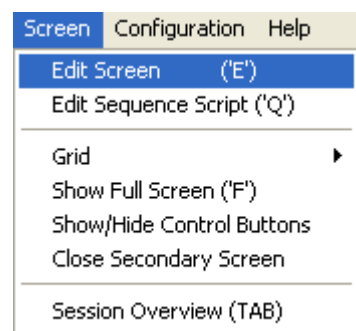 Screen Configuration Help
Edit Screen ('E')
Edit Sequence Script ('Q')
Grid
Show Full Screen ('F')
Show/Hide Control Buttons
Close Secondary Screen
Session Overview (TAB)